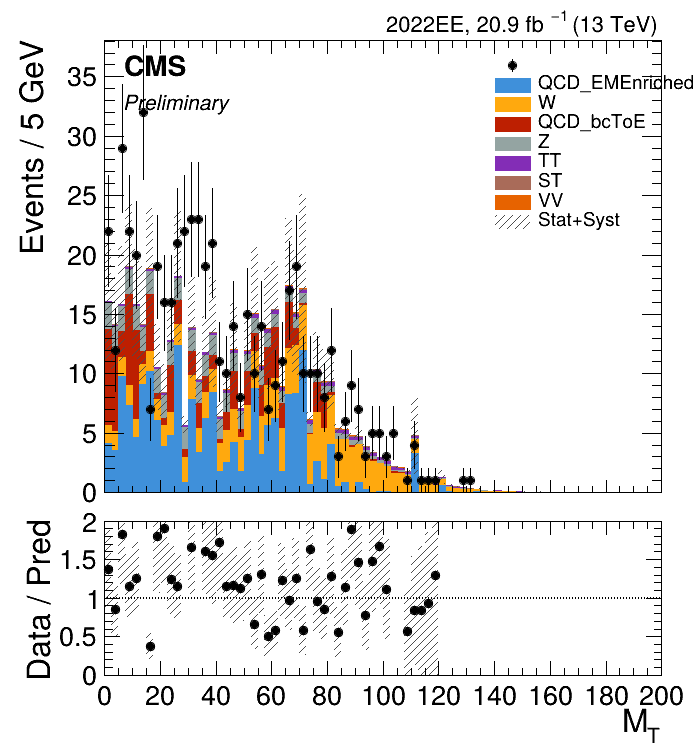 2022EE, 20.9 fb⁻¹ (13 TeV)
CMS
Preliminary
QCD_EMEnriched
W
QCD_bcToE
Z
TT
ST
VV
Stat+Syst
Events / 5 GeV
35
30
25
20
15
10
5
0
Data / Pred
2
1.5
1
0.5
0
0 20 40 60 80 100 120 140 160 180 200
M_T